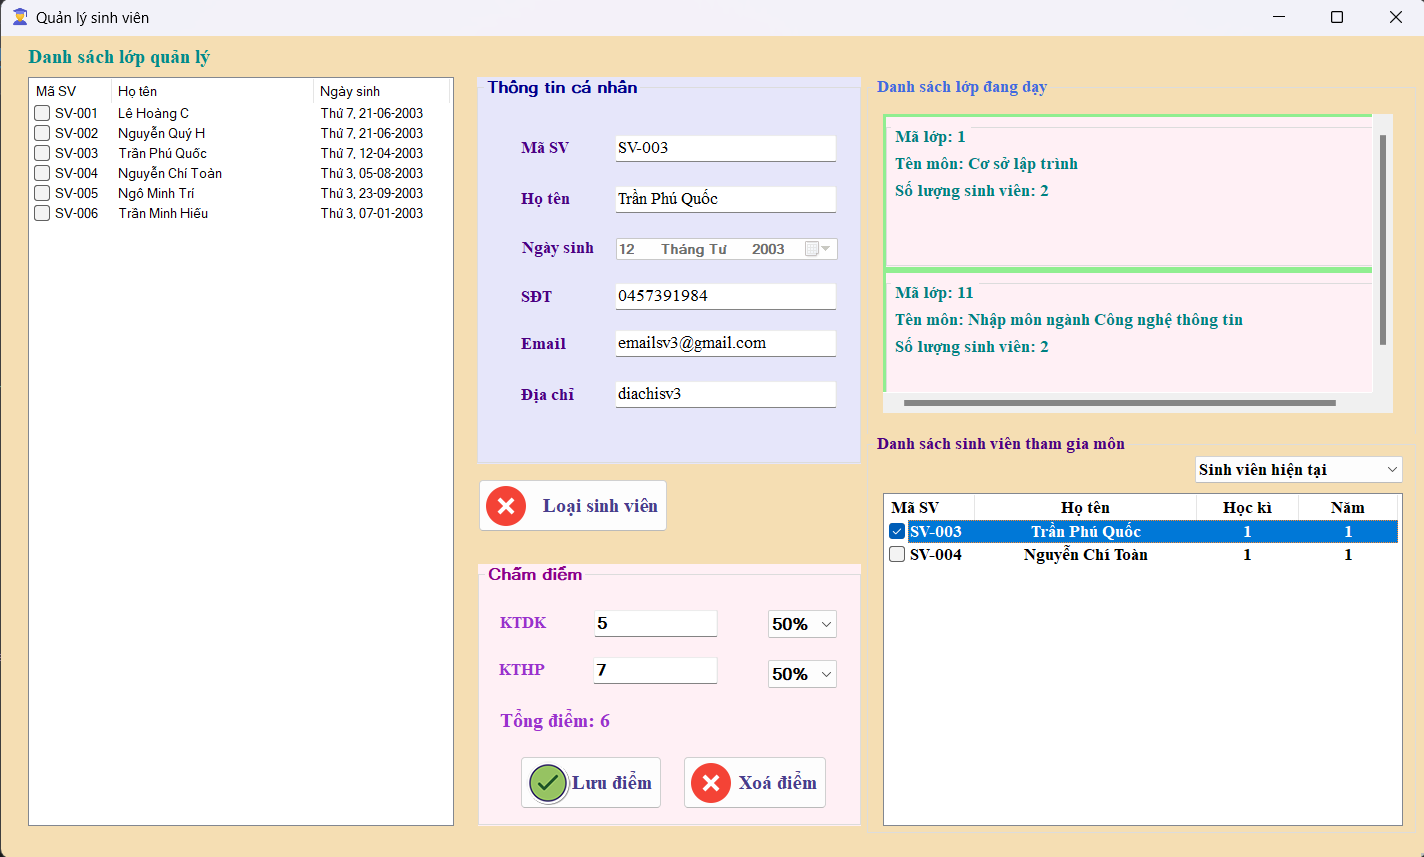 Quản lý sinh viên
Danh sách lớp quản lý
Mã SV Họ tên Ngày sinh
SV-001 Lê Hoàng C Thứ 7, 21-06-2003
SV-002 Nguyễn Quý H Thứ 7, 21-06-2003
SV-003 Trần Phú Quốc Thứ 7, 12-04-2003
SV-004 Nguyễn Chí Toàn Thứ 3, 05-08-2003
SV-005 Ngô Minh Trí Thứ 3, 23-09-2003
SV-006 Trần Minh Hiếu Thứ 3, 07-01-2003
Thông tin cá nhân
Mã SV SV-003
Họ tên Trần Phú Quốc
Ngày sinh 12 Tháng Tư 2003
SĐT 0457391984
Email emailsv3@gmail.com
Địa chỉ diachisv3
Loại sinh viên
Chấm điểm
KTDK 5 50%
KTHP 7 50%
Tổng điểm: 6
Lưu điểm Xoá điểm
Danh sách lớp đang dạy
Mã lớp: 1
Tên môn: Cơ sở lập trình
Số lượng sinh viên: 2
Mã lớp: 11
Tên môn: Nhập môn ngành Công nghệ thông tin
Số lượng sinh viên: 2
Danh sách sinh viên tham gia môn
Sinh viên hiện tại
Mã SV Họ tên Học kì Năm
SV-003 Trần Phú Quốc 1 1
SV-004 Nguyễn Chí Toàn 1 1